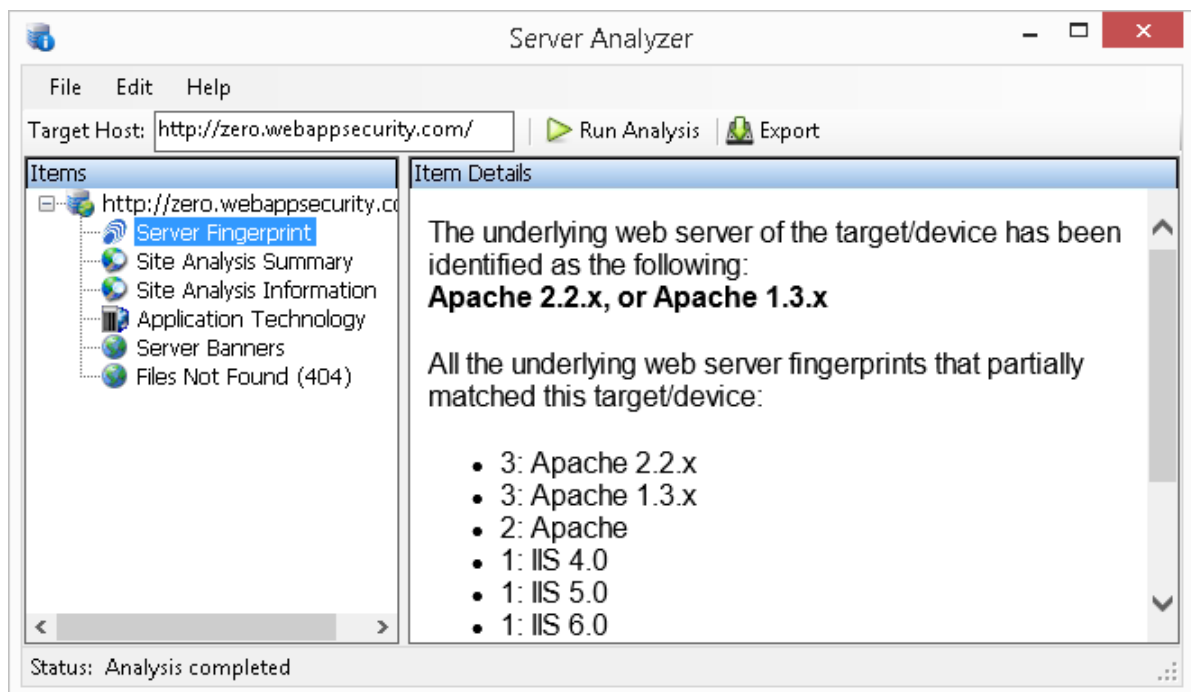 Server Analyzer
File Edit Help
Target Host: http://zero.webappsecurity.com/ Run Analysis Export
Items
http://zero.webappsecurity.co
Server Fingerprint
Site Analysis Summary
Site Analysis Information
Application Technology
Server Banners
Files Not Found (404)
Item Details
The underlying web server of the target/device has been
identified as the following:
Apache 2.2.x, or Apache 1.3.x
All the underlying web server fingerprints that partially
matched this target/device:
• 3: Apache 2.2.x
• 3: Apache 1.3.x
• 2: Apache
• 1: IIS 4.0
• 1: IIS 5.0
• 1: IIS 6.0
Status: Analysis completed